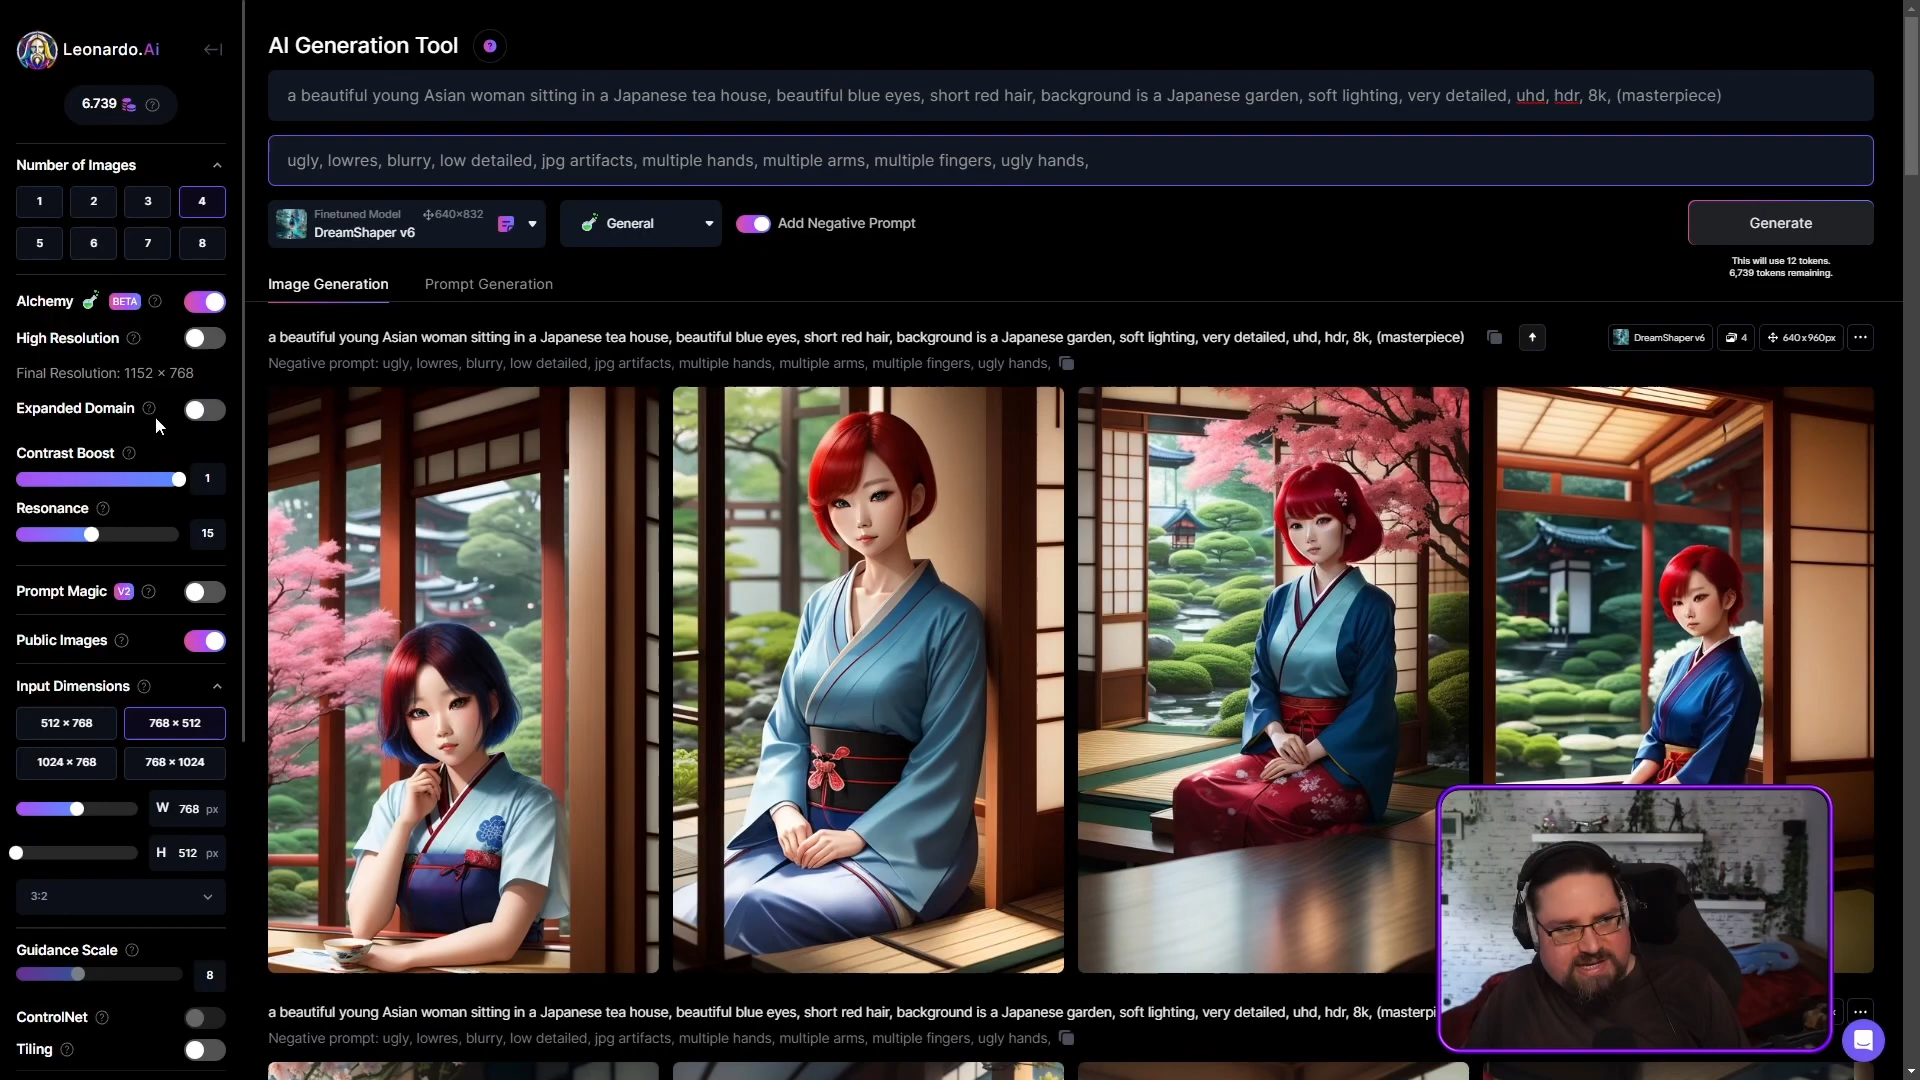 Leonardo.Ai
6.739
Number of Images
1 2 3 4
5 6 7 8
Alchemy BETA
High Resolution
Final Resolution: 1152 × 768
Expanded Domain
Contrast Boost
1
Resonance
15
Prompt Magic V2
Public Images
Input Dimensions
512 × 768 768 × 512
1024 × 768 768 × 1024
W 768 px
H 512 px
3:2
Guidance Scale
8
ControlNet
Tiling
AI Generation Tool
a beautiful young Asian woman sitting in a Japanese tea house, beautiful blue eyes, short red hair, background is a Japanese garden, soft lighting, very detailed, uhd, hdr, 8k, (masterpiece)
ugly, lowres, blurry, low detailed, jpg artifacts, multiple hands, multiple arms, multiple fingers, ugly hands,
Finetuned Model 640×832
DreamShaper v6
General
Add Negative Prompt
Generate
This will use 12 tokens.
6,739 tokens remaining.
Image Generation Prompt Generation
a beautiful young Asian woman sitting in a Japanese tea house, beautiful blue eyes, short red hair, background is a Japanese garden, soft lighting, very detailed, uhd, hdr, 8k, (masterpiece)
DreamShaper v6 4 640x960px
Negative prompt: ugly, lowres, blurry, low detailed, jpg artifacts, multiple hands, multiple arms, multiple fingers, ugly hands,
a beautiful young Asian woman sitting in a Japanese tea house, beautiful blue eyes, short red hair, background is a Japanese garden, soft lighting, very detailed, uhd, hdr, 8k, (masterpi
Negative prompt: ugly, lowres, blurry, low detailed, jpg artifacts, multiple hands, multiple arms, multiple fingers, ugly hands,